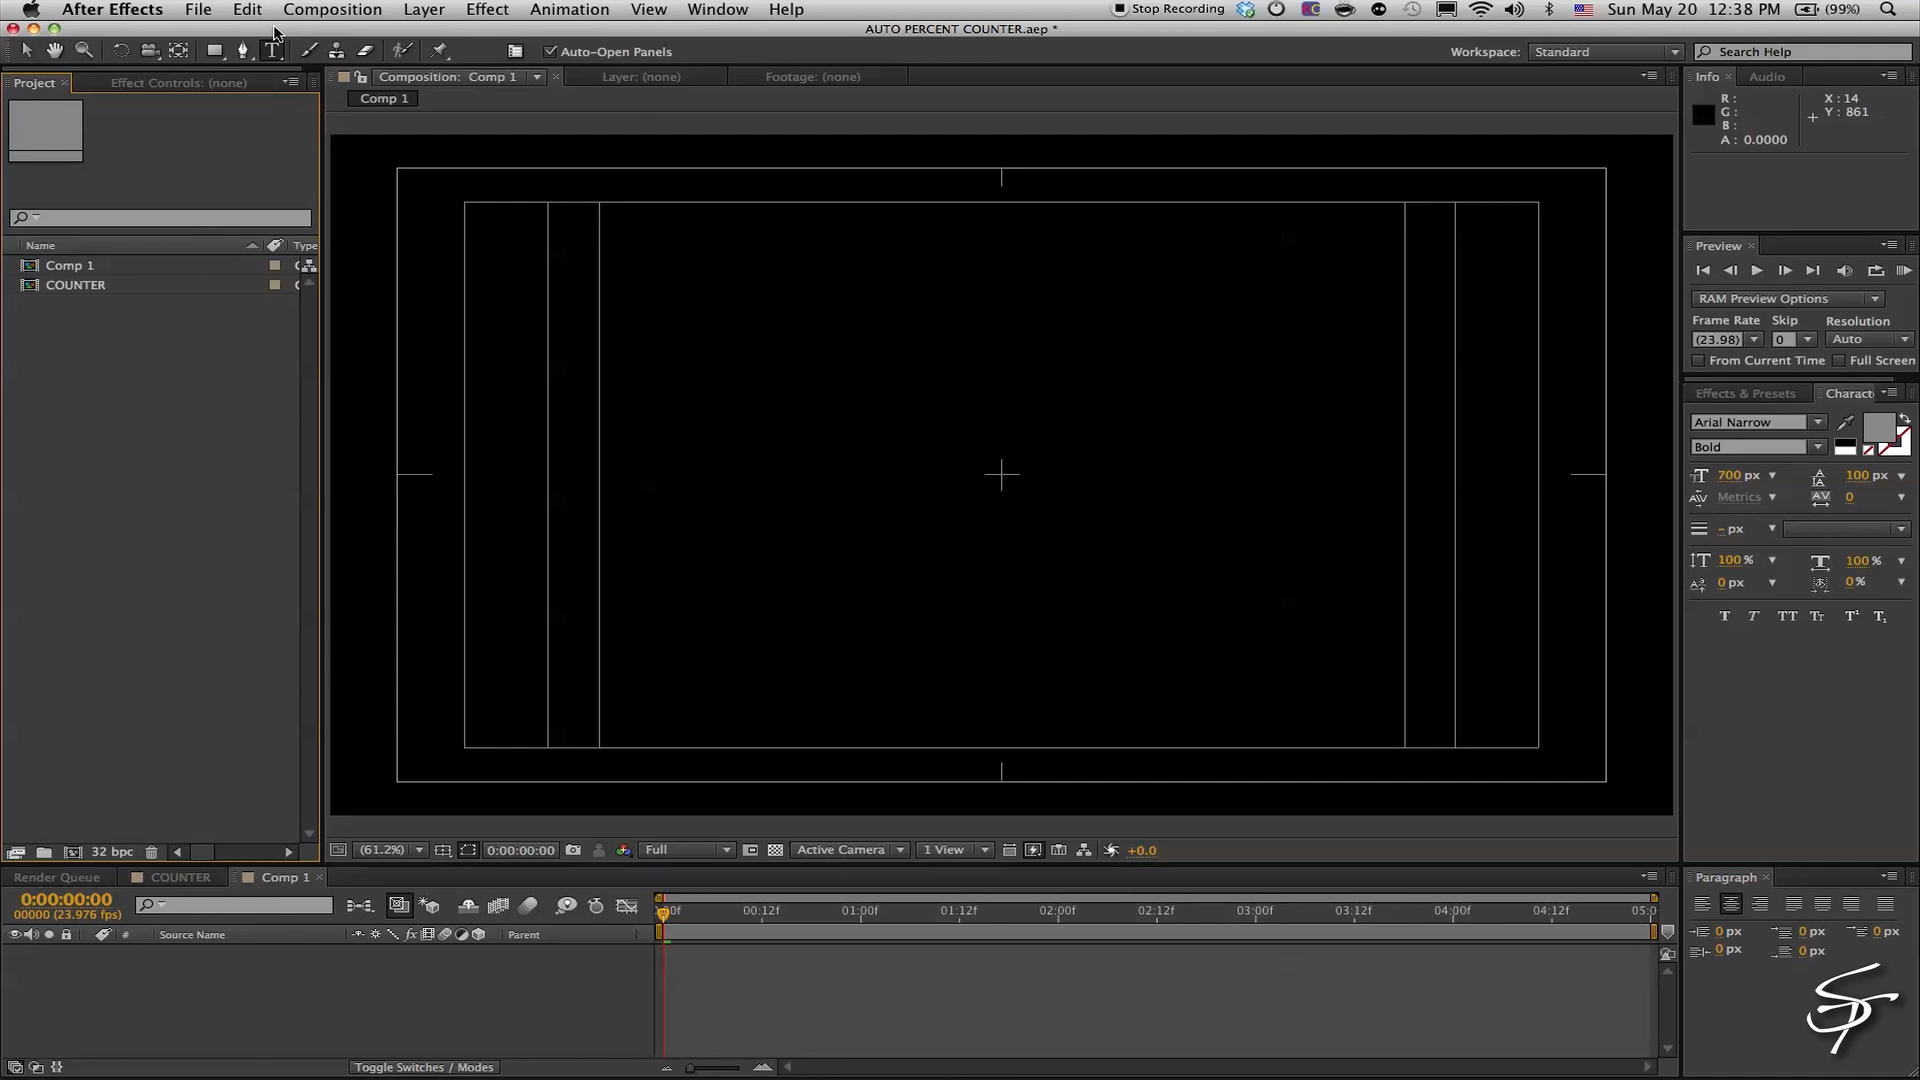 After Effects File Edit Composition Layer Effect Animation View Window Help Stop Recording Sun May 20 12:38 PM (99%)
AUTO PERCENT COUNTER.aep *
T Auto-Open Panels Workspace: Standard Search Help
Project Effect Controls: (none) Composition: Comp 1 Layer: (none) Footage: (none) Info Audio
Comp 1
R: X: 14
G: Y: 861
B:
A: 0.0000
Name Type
Comp 1
COUNTER
Preview
RAM Preview Options
Frame Rate Skip Resolution
(23.98) 0 Auto
From Current Time Full Screen
Effects & Presets Charact
Arial Narrow
Bold
700 px 100 px
Metrics 0
- px
100 % 100 %
0 px 0 %
T T TT Tr T¹ T₁
32 bpc (61.2%) 0:00:00:00 Full Active Camera 1 View +0.0
Render Queue COUNTER Comp 1 Paragraph
0:00:00:00
00000 (23.976 fps)
:00f 00:12f 01:00f 01:12f 02:00f 02:12f 03:00f 03:12f 04:00f 04:12f 05:0
# Source Name Parent
0 px 0 px 0 px
0 px 0 px
Toggle Switches / Modes